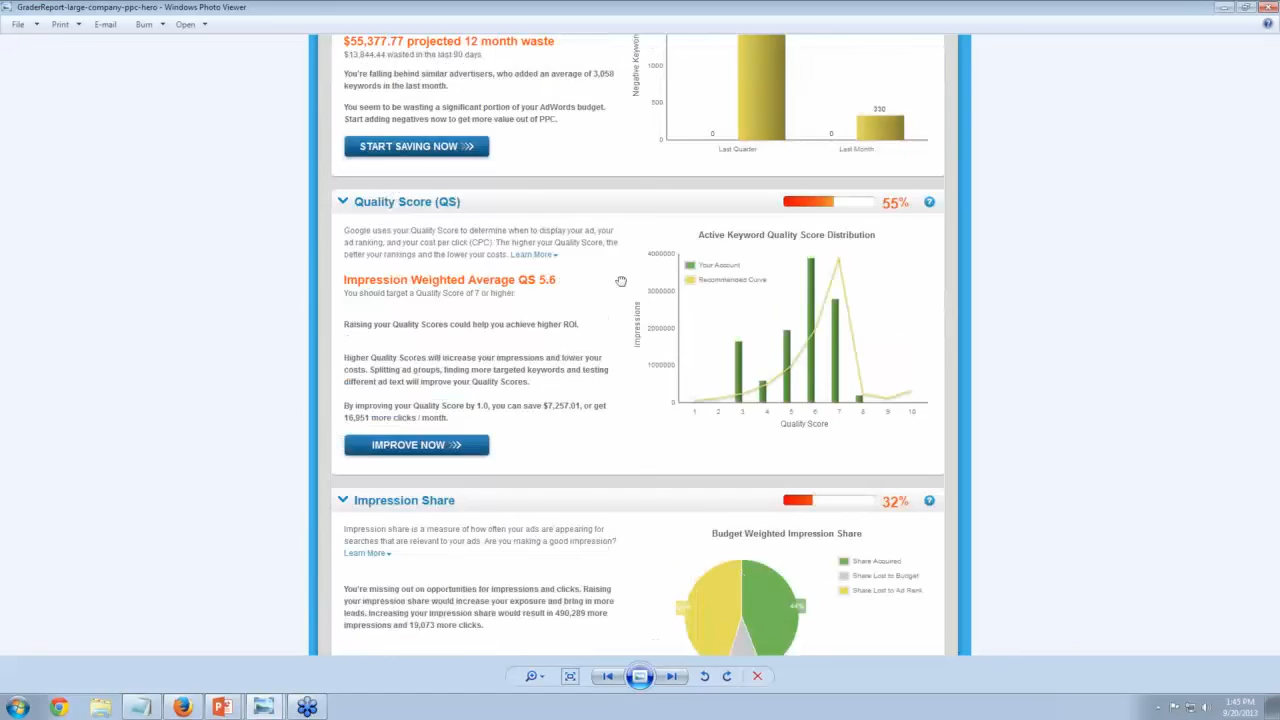 GraderReport-large-company-ppc-hero - Windows Photo Viewer
File Print E-mail Burn Open
$55,377.77 projected 12 month waste
$13,844.44 wasted in the last 90 days
You're falling behind similar advertisers, who added an average of 3,058
keywords in the last month.
You seem to be wasting a significant portion of your AdWords budget.
Start adding negatives now to get more value out of PPC.
START SAVING NOW
Negative Keywords
1000
500
0
0
0
330
Last Quarter
Last Month
Quality Score (QS)
55%
Google uses your Quality Score to determine when to display your ad, your
ad ranking, and your cost per click (CPC). The higher your Quality Score, the
better your rankings and the lower your costs. Learn More
Impression Weighted Average QS 5.6
You should target a Quality Score of 7 or higher.
Raising your Quality Scores could help you achieve higher ROI.
Higher Quality Scores will increase your impressions and lower your
costs. Splitting ad groups, finding more targeted keywords and testing
different ad text will improve your Quality Scores.
By improving your Quality Score by 1.0, you can save $7,257.01, or get
16,951 more clicks / month.
IMPROVE NOW
Active Keyword Quality Score Distribution
Your Account
Recommended Curve
Impressions
4000000
3000000
2000000
1000000
0
1 2 3 4 5 6 7 8 9 10
Quality Score
Impression Share
32%
Impression share is a measure of how often your ads are appearing for
searches that are relevant to your ads. Are you making a good impression?
Learn More
You're missing out on opportunities for impressions and clicks. Raising
your impression share would increase your exposure and bring in more
leads. Increasing your impression share would result in 490,289 more
impressions and 19,073 more clicks.
Budget Weighted Impression Share
Share Acquired
Share Lost to Budget
Share Lost to Ad Rank
44%
1:45 PM
9/20/2013